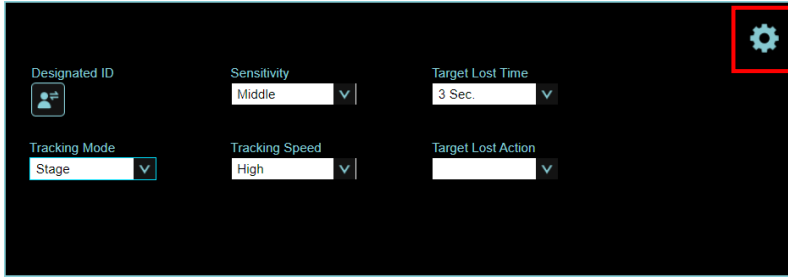 Designated ID
Sensitivity
Target Lost Time
Middle
3 Sec.
Tracking Mode
Tracking Speed
Target Lost Action
Stage
High